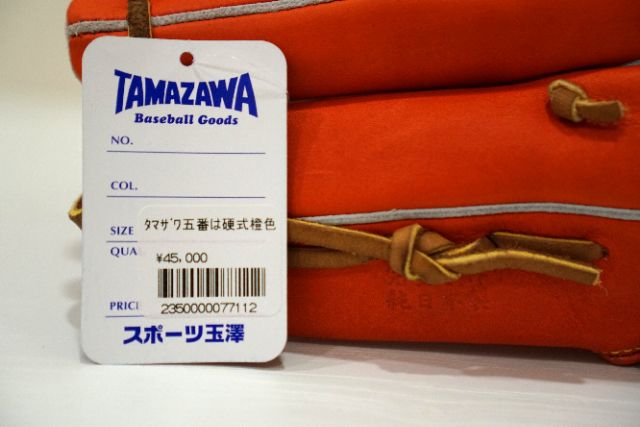 TAMAZAWA
Baseball Goods
NO.
COL.
SIZE
ﾀﾏｻﾞﾜ五番は硬式橙色
QUA
¥45,000
PRICE
2350000077112
スポーツ玉澤